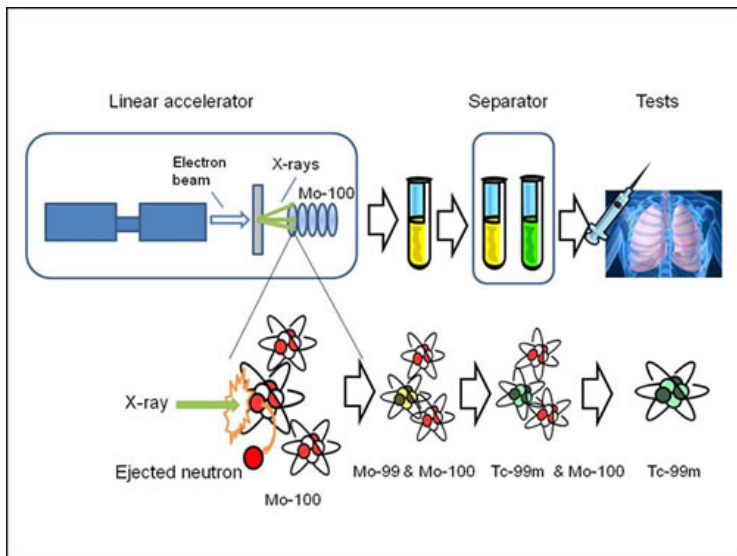 Linear accelerator
Separator
Tests
Electron
beam
X-rays
Mo-100
X-ray
Ejected neutron
Mo-100
Mo-99 & Mo-100
Tc-99m & Mo-100
Tc-99m